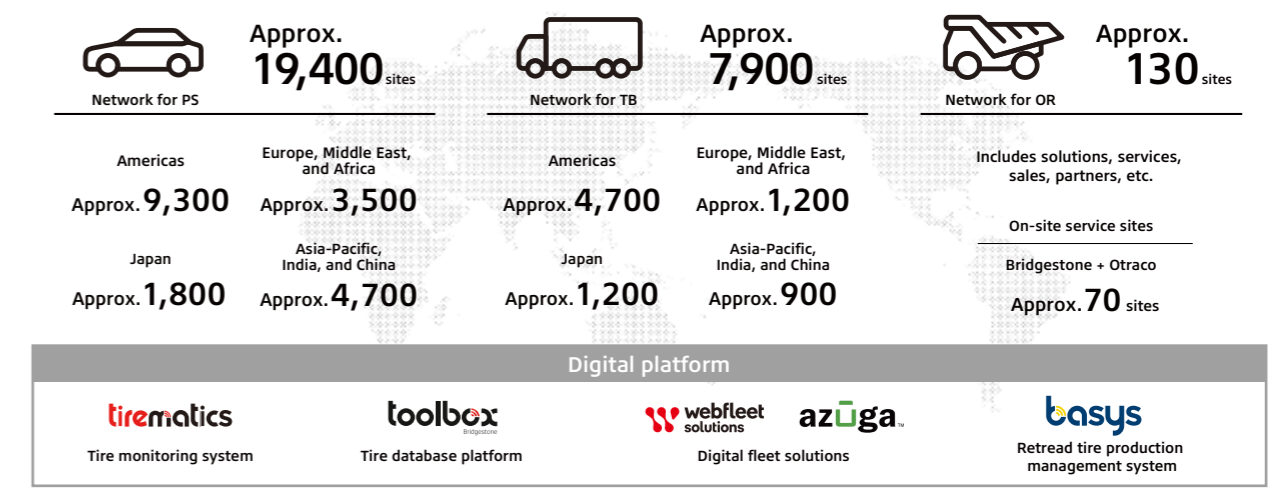 Approx.
19,400 sites
Network for PS
Americas
Approx. 9,300
Europe, Middle East,
and Africa
Approx. 3,500
Japan
Approx. 1,800
Asia-Pacific,
India, and China
Approx. 4,700
Approx.
7,900 sites
Network for TB
Americas
Approx. 4,700
Europe, Middle East,
and Africa
Approx. 1,200
Japan
Approx. 1,200
Asia-Pacific,
India, and China
Approx. 900
Approx.
130 sites
Network for OR
Includes solutions, services,
sales, partners, etc.
On-site service sites
Bridgestone + Otraco
Approx. 70 sites
Digital platform
tirematics
Tire monitoring system
toolbox
Bridgestone
Tire database platform
webfleet
solutions
azūga™
Digital fleet solutions
basys
Retread tire production
management system